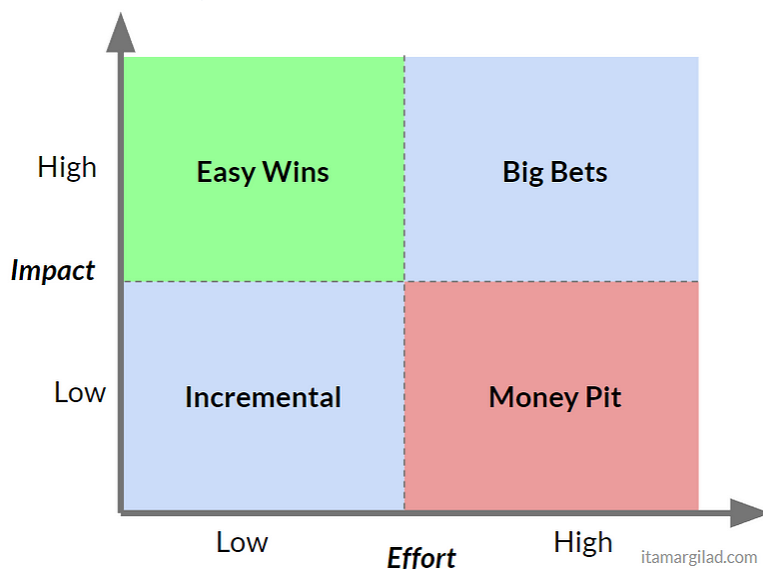 High
Easy Wins
Big Bets
Impact
Low
Incremental
Money Pit
Low
High
Effort
itamargilad.com